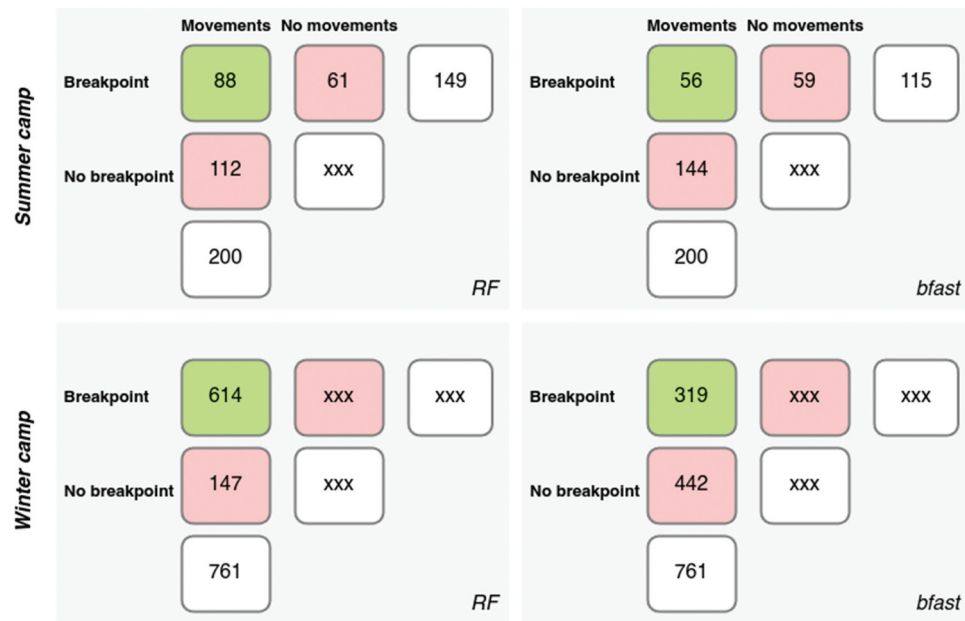 Movements No movements
Breakpoint 88 61 149
No breakpoint 112 xxx
200
RF
Movements No movements
Breakpoint 56 59 115
No breakpoint 144 xxx
200
bfast
Summer camp
Breakpoint 614 xxx xxx
No breakpoint 147 xxx
761
RF
Breakpoint 319 xxx xxx
No breakpoint 442 xxx
761
bfast
Winter camp